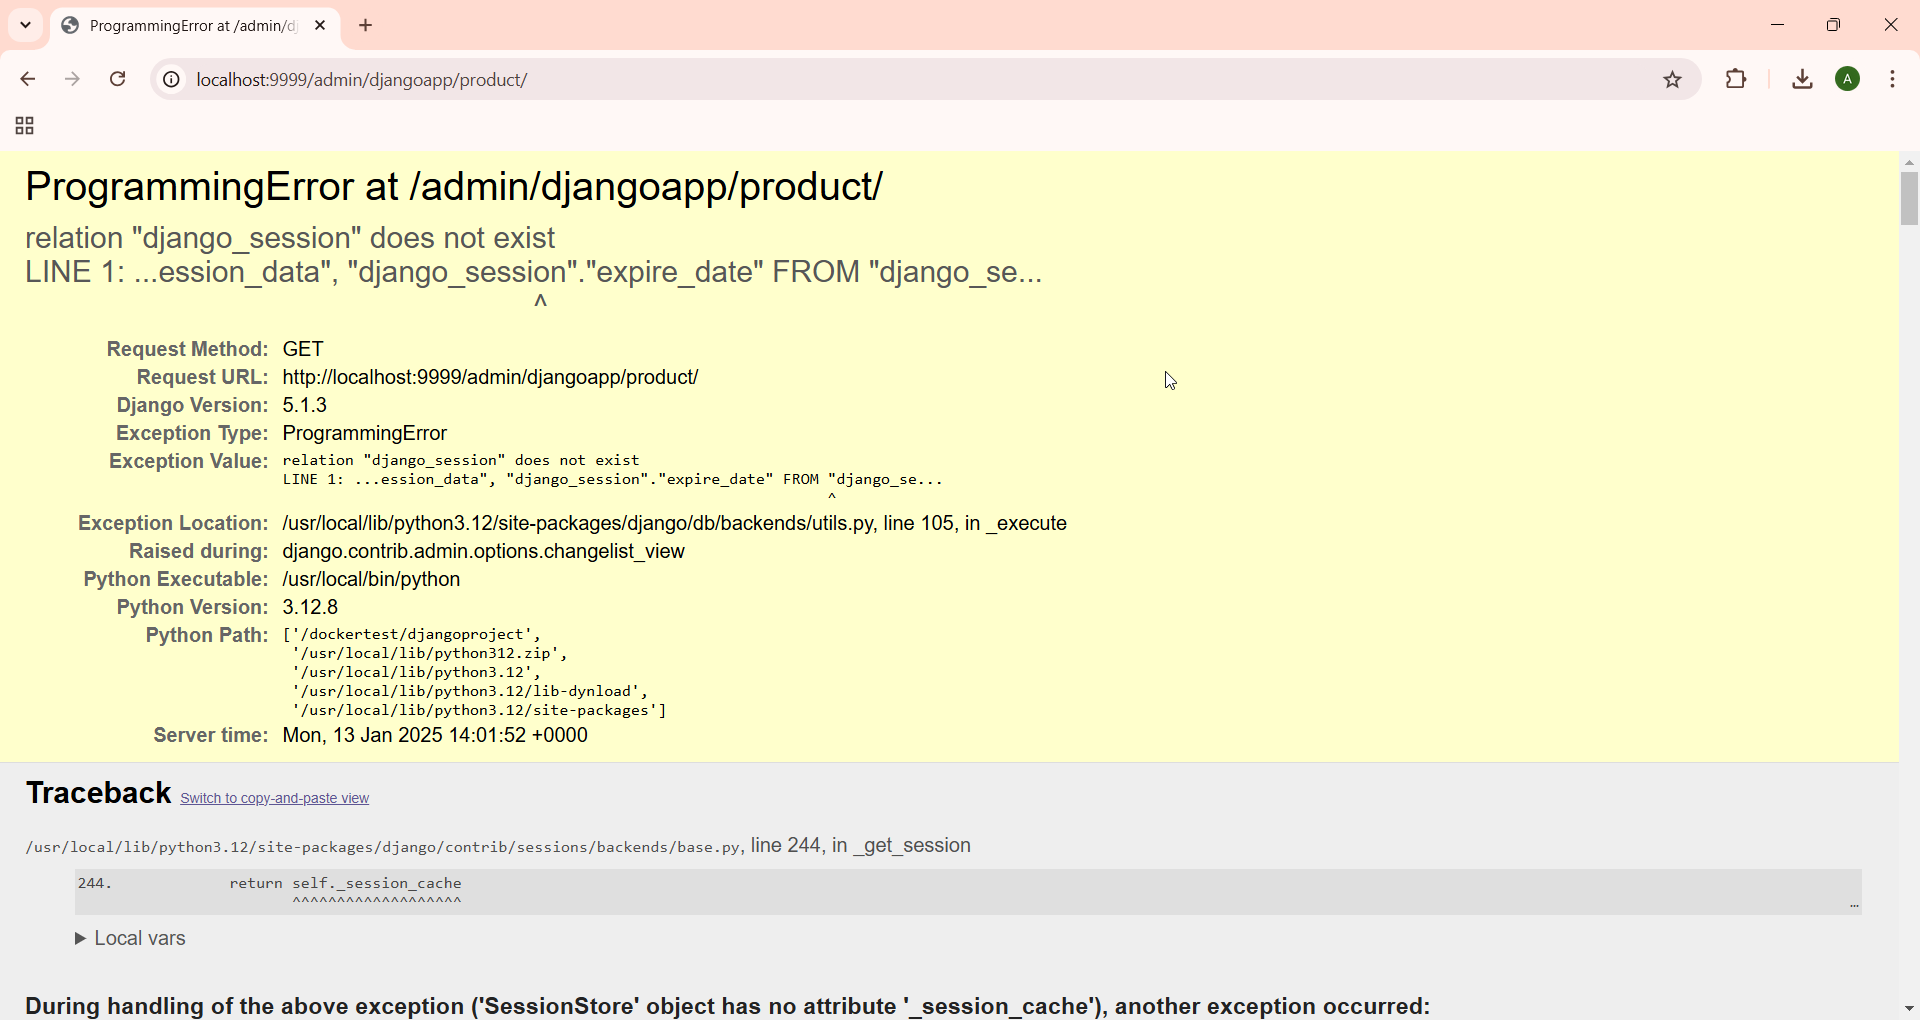 ProgrammingError at /admin/dj
localhost:9999/admin/djangoapp/product/
A
ProgrammingError at /admin/djangoapp/product/
relation "django_session" does not exist
LINE 1: ...ession_data", "django_session"."expire_date" FROM "django_se...
^
Request Method: GET
Request URL: http://localhost:9999/admin/djangoapp/product/
Django Version: 5.1.3
Exception Type: ProgrammingError
Exception Value: relation "django_session" does not exist
LINE 1: ...ession_data", "django_session"."expire_date" FROM "django_se...
^
Exception Location: /usr/local/lib/python3.12/site-packages/django/db/backends/utils.py, line 105, in _execute
Raised during: django.contrib.admin.options.changelist_view
Python Executable: /usr/local/bin/python
Python Version: 3.12.8
Python Path: ['/dockertest/djangoproject',
'/usr/local/lib/python312.zip',
'/usr/local/lib/python3.12',
'/usr/local/lib/python3.12/lib-dynload',
'/usr/local/lib/python3.12/site-packages']
Server time: Mon, 13 Jan 2025 14:01:52 +0000
Traceback Switch to copy-and-paste view
/usr/local/lib/python3.12/site-packages/django/contrib/sessions/backends/base.py, line 244, in _get_session
244. return self._session_cache
^^^^^^^^^^^^^^^^^^^
…
Local vars
During handling of the above exception ('SessionStore' object has no attribute '_session_cache'), another exception occurred: